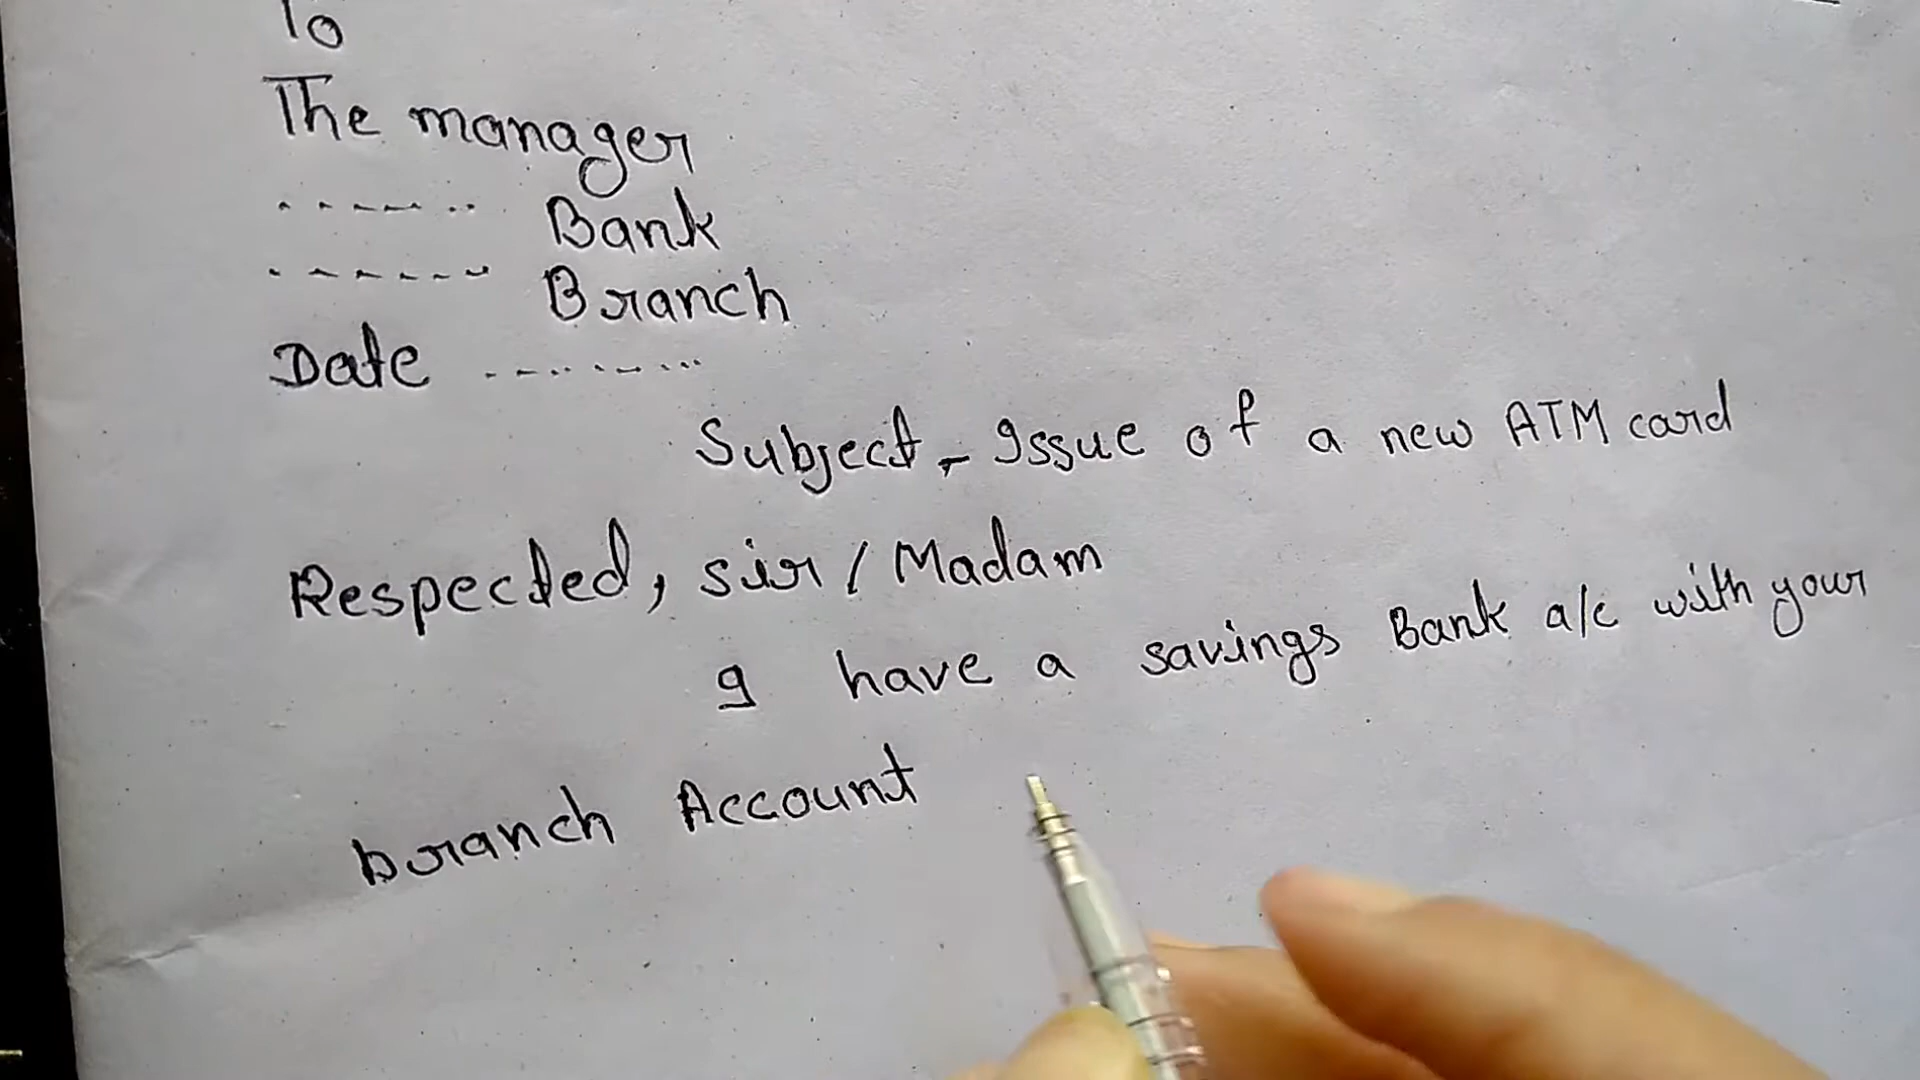 To
The manager
........ Bank
........ Branch
Date ..........
Subject - Issue of a new ATM card
Respected, sir / Madam
I have a savings Bank a/c with your
branch Account